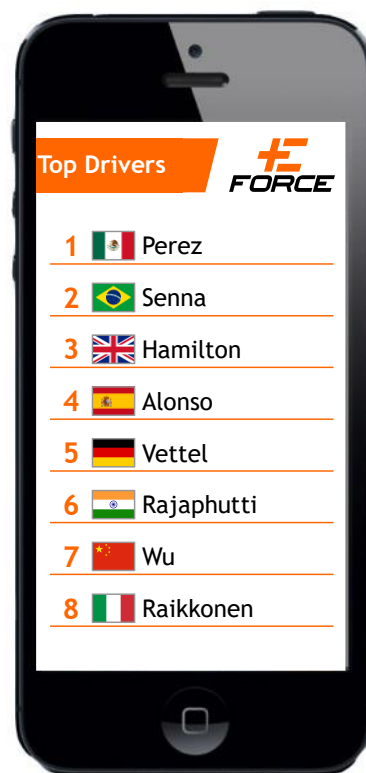 Top Drivers
E FORCE
1 Perez
2 Senna
3 Hamilton
4 Alonso
5 Vettel
6 Rajaphutti
7 Wu
8 Raikkonen